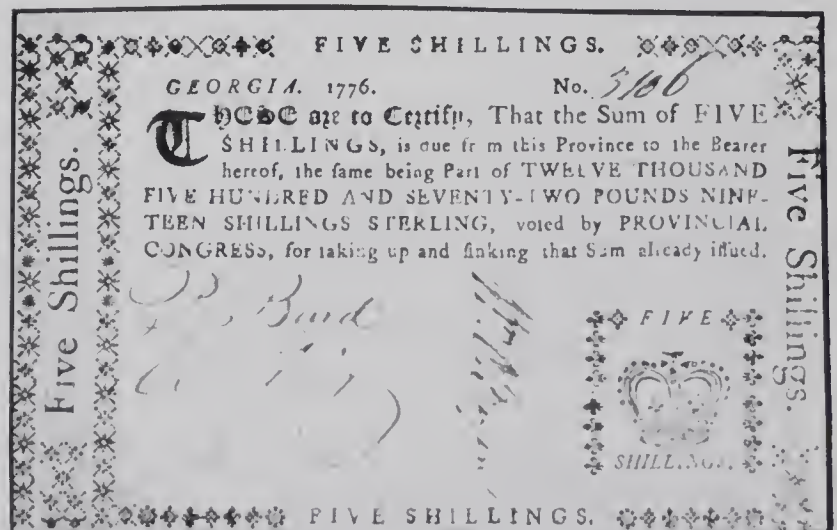 FIVE SHILLINGS.
GEORGIA. 1776. No. 3106
THESE are to Certify, That the Sum of FIVE
SHILLINGS, is due fr m this Province to the Bearer
hereof, the ſame being Part of TWELVE THOUSAND
FIVE HUNDRED AND SEVENTY-TWO POUNDS NINE-
TEEN SHILLINGS STERLING, voted by PROVINCIAL
CONGRESS, for taking up and ſinking that Sum already iſſued.
Five Shillings.
Five Shillings.
FIVE
SHILLINGS.
FIVE SHILLINGS.